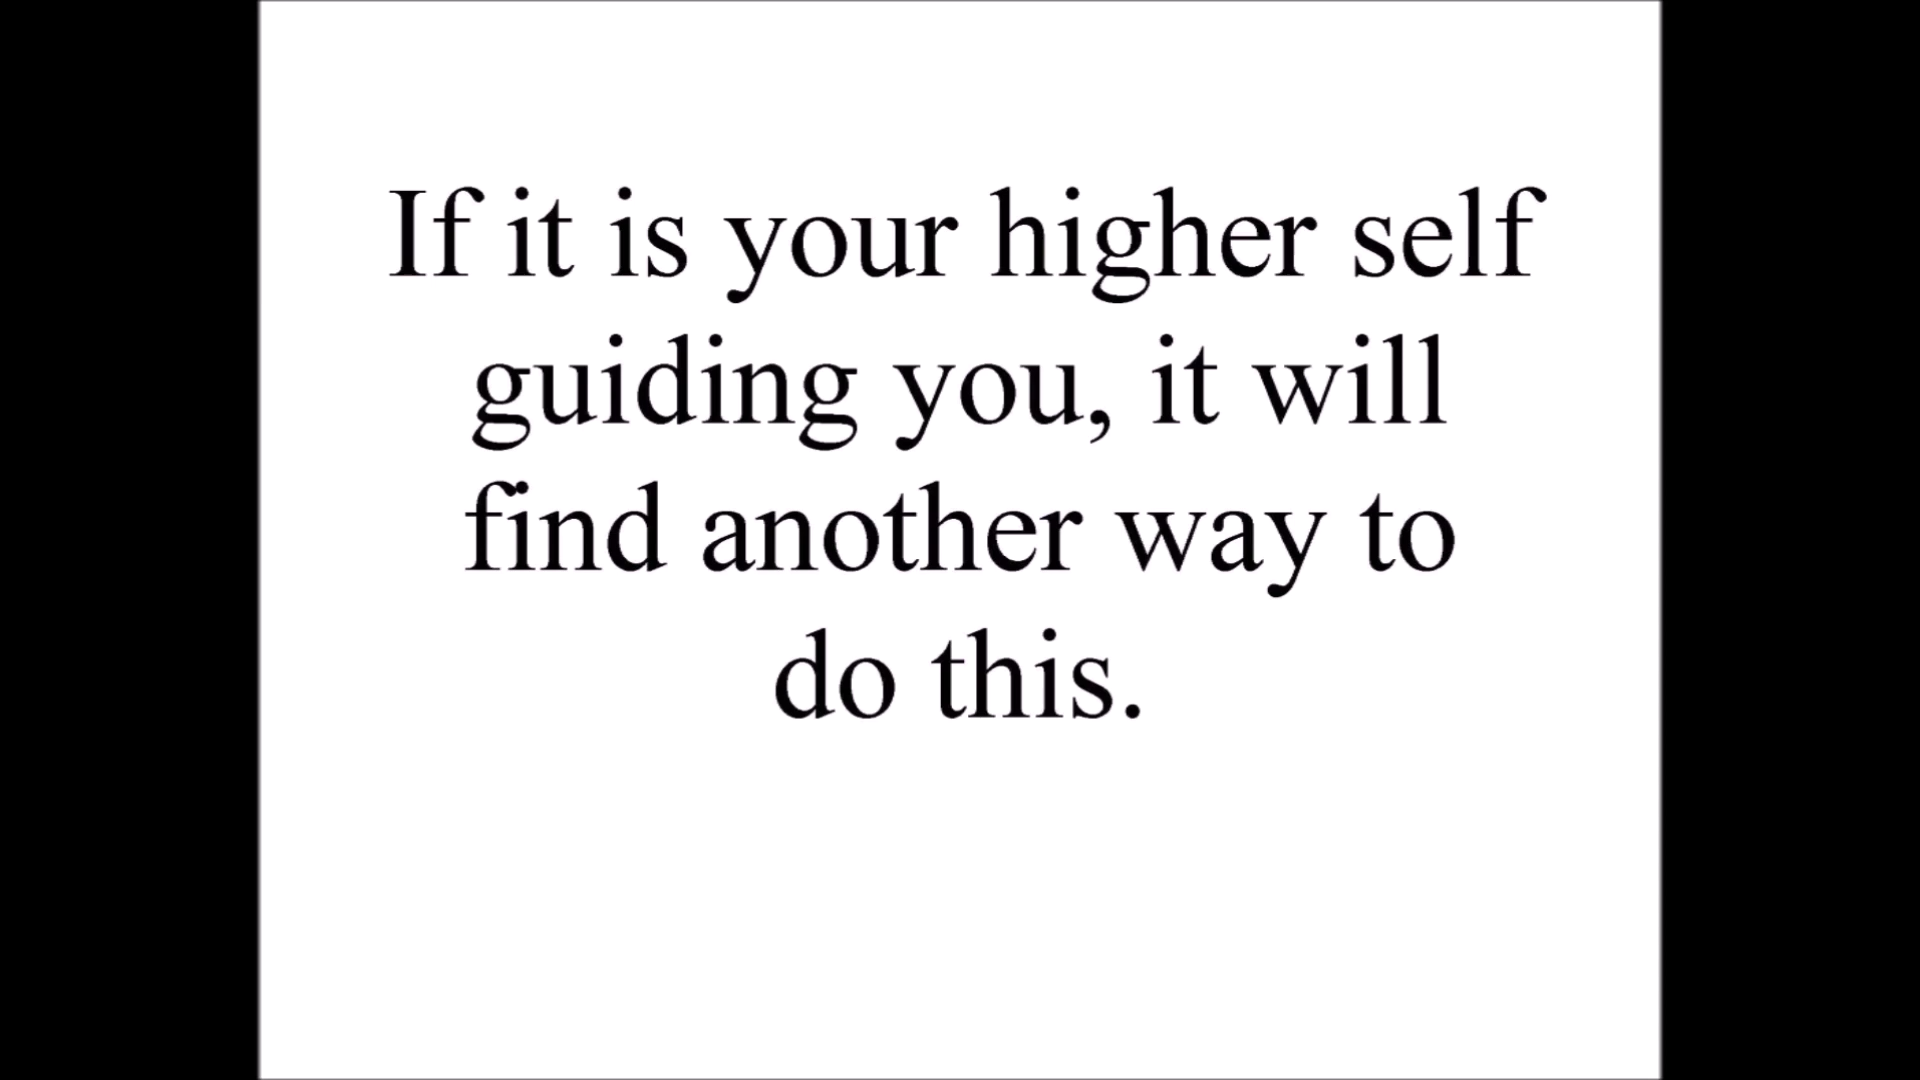 If it is your higher self
guiding you, it will
find another way to
do this.